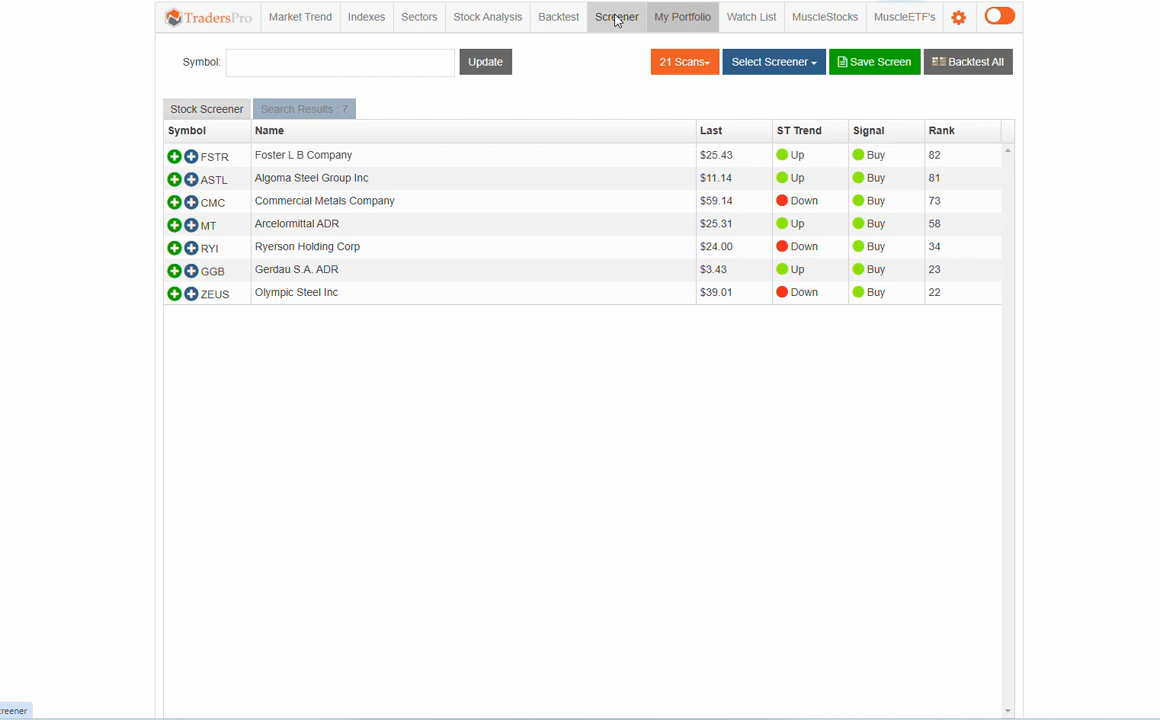 TradersPro Market Trend Indexes Sectors Stock Analysis Backtest Screener My Portfolio Watch List MuscleStocks MuscleETF's
Symbol: Update 21 Scans Select Screener Save Screen Backtest All
Stock Screener Search Results : 7
Symbol Name Last ST Trend Signal Rank
FSTR Foster L B Company $25.43 Up Buy 82
ASTL Algoma Steel Group Inc $11.14 Up Buy 81
CMC Commercial Metals Company $59.14 Down Buy 73
MT Arcelormittal ADR $25.31 Up Buy 58
RYI Ryerson Holding Corp $24.00 Down Buy 34
GGB Gerdau S.A. ADR $3.43 Up Buy 23
ZEUS Olympic Steel Inc $39.01 Down Buy 22
reener